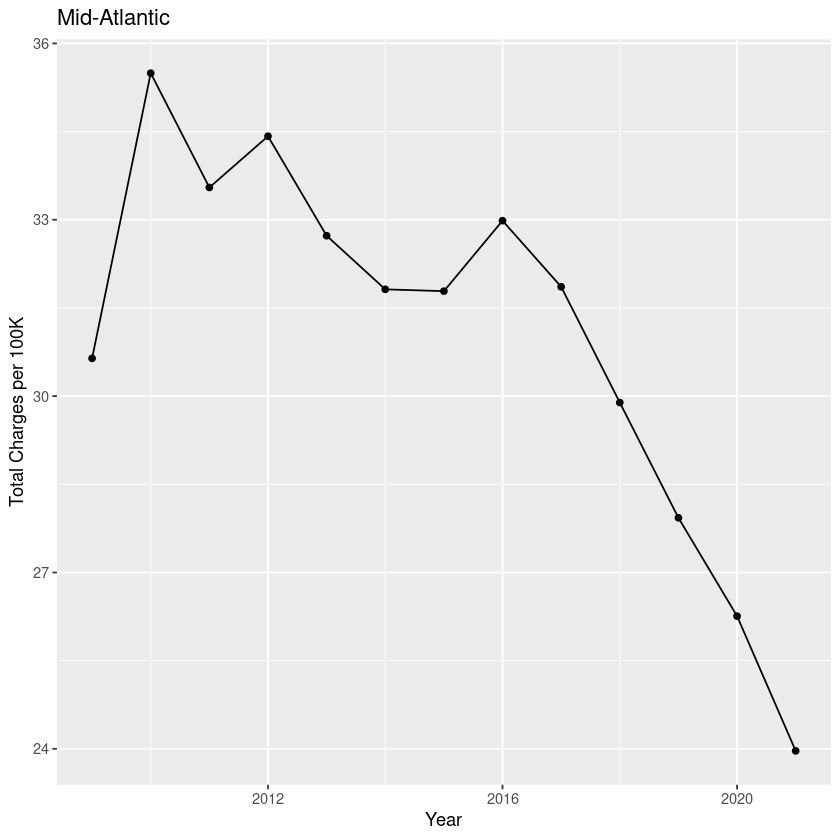 Mid-Atlantic
36
33
30
27
24
Total Charges per 100K
2012
2016
2020
Year